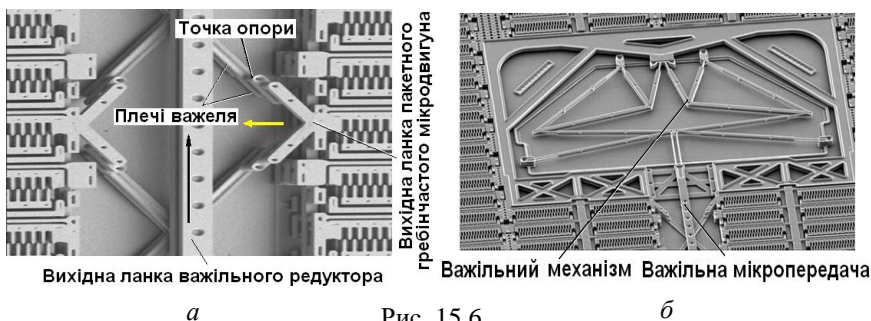 Точка опори
Плечі важеля
Вихідна ланка пакетного
гребінчастого мікродвигуна
Вихідна ланка важільного редуктора
Важільний механізм
Важільна мікропередача
а
Рис. 15.6
б